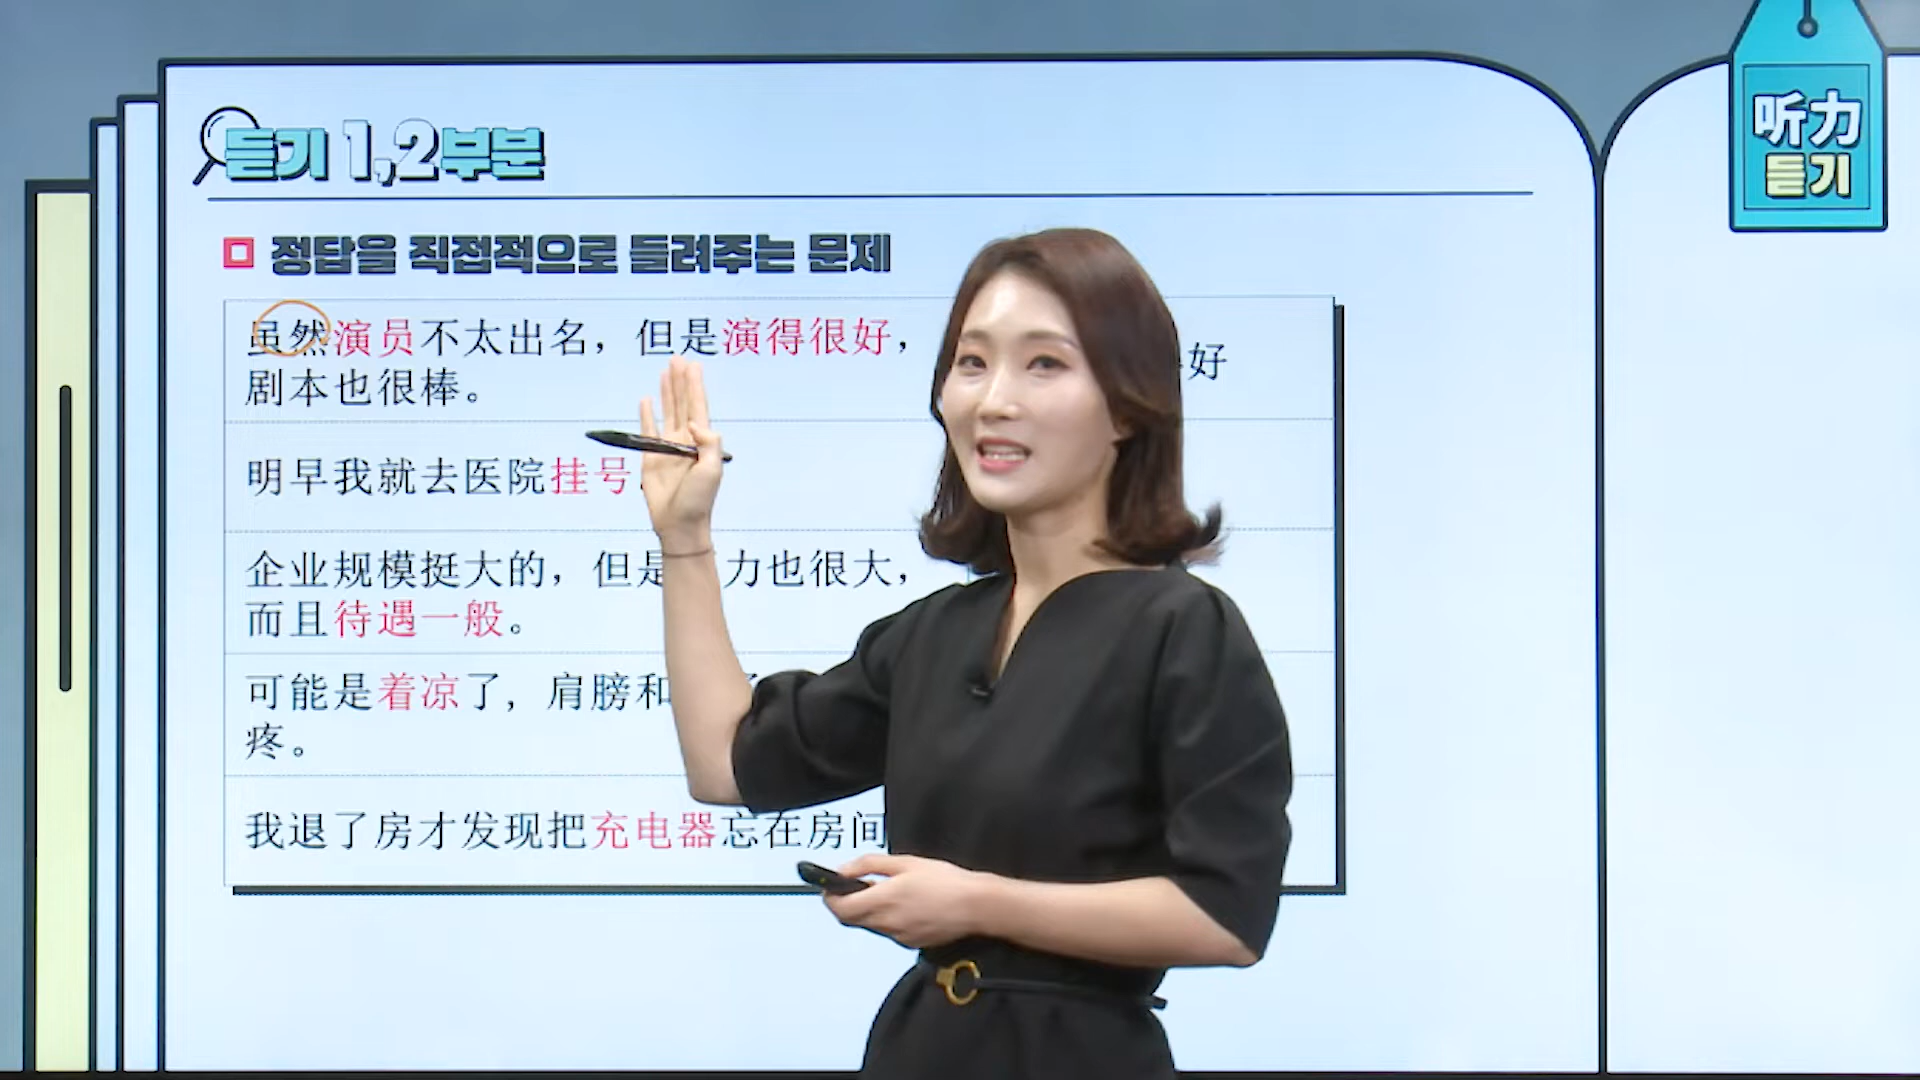 듣기 1,2부분
听力
듣기
정답을 직접적으로 들려주는 문제
虽然演员不太出名，但是演得很好，
剧本也很棒。
好
明早我就去医院挂号
企业规模挺大的，但是 力也很大，
而且待遇一般。
可能是着凉了，肩膀和
疼。
我退了房才发现把充电器忘在房间